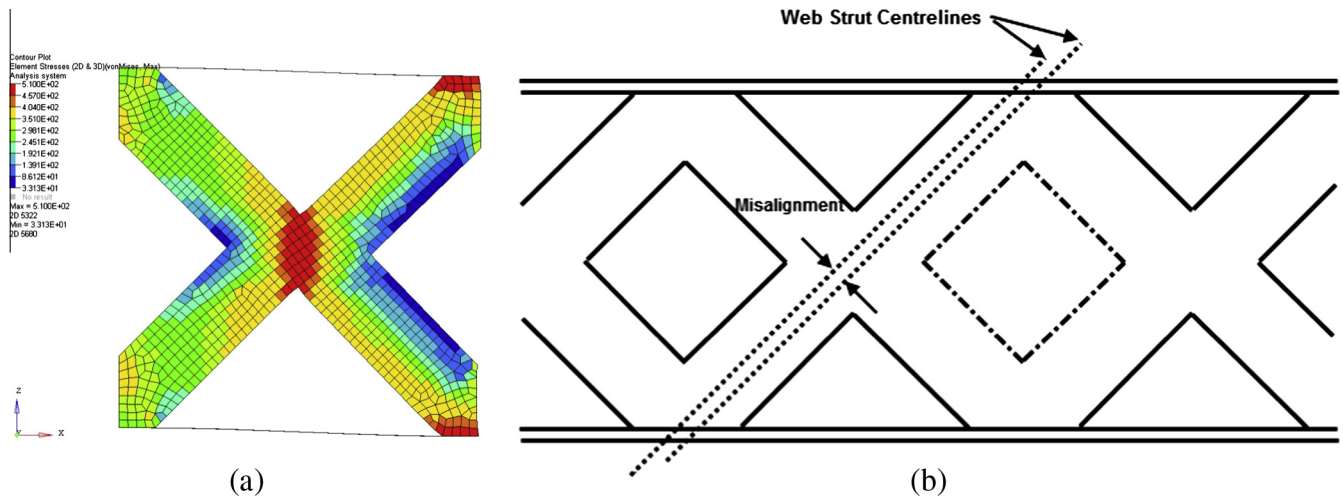 Contour Plot
Element Stresses (2D & 3D)(vonMises, Max)
Analysis system
5.100E+02
4.570E+02
4.040E+02
3.510E+02
2.981E+02
2.451E+02
1.921E+02
1.391E+02
8.612E+01
3.313E+01
No result
Max = 5.100E+02
2D 5322
Min = 3.313E+01
2D 5680
Z
Y
X
(a)
Web Strut Centrelines
Misalignment
(b)